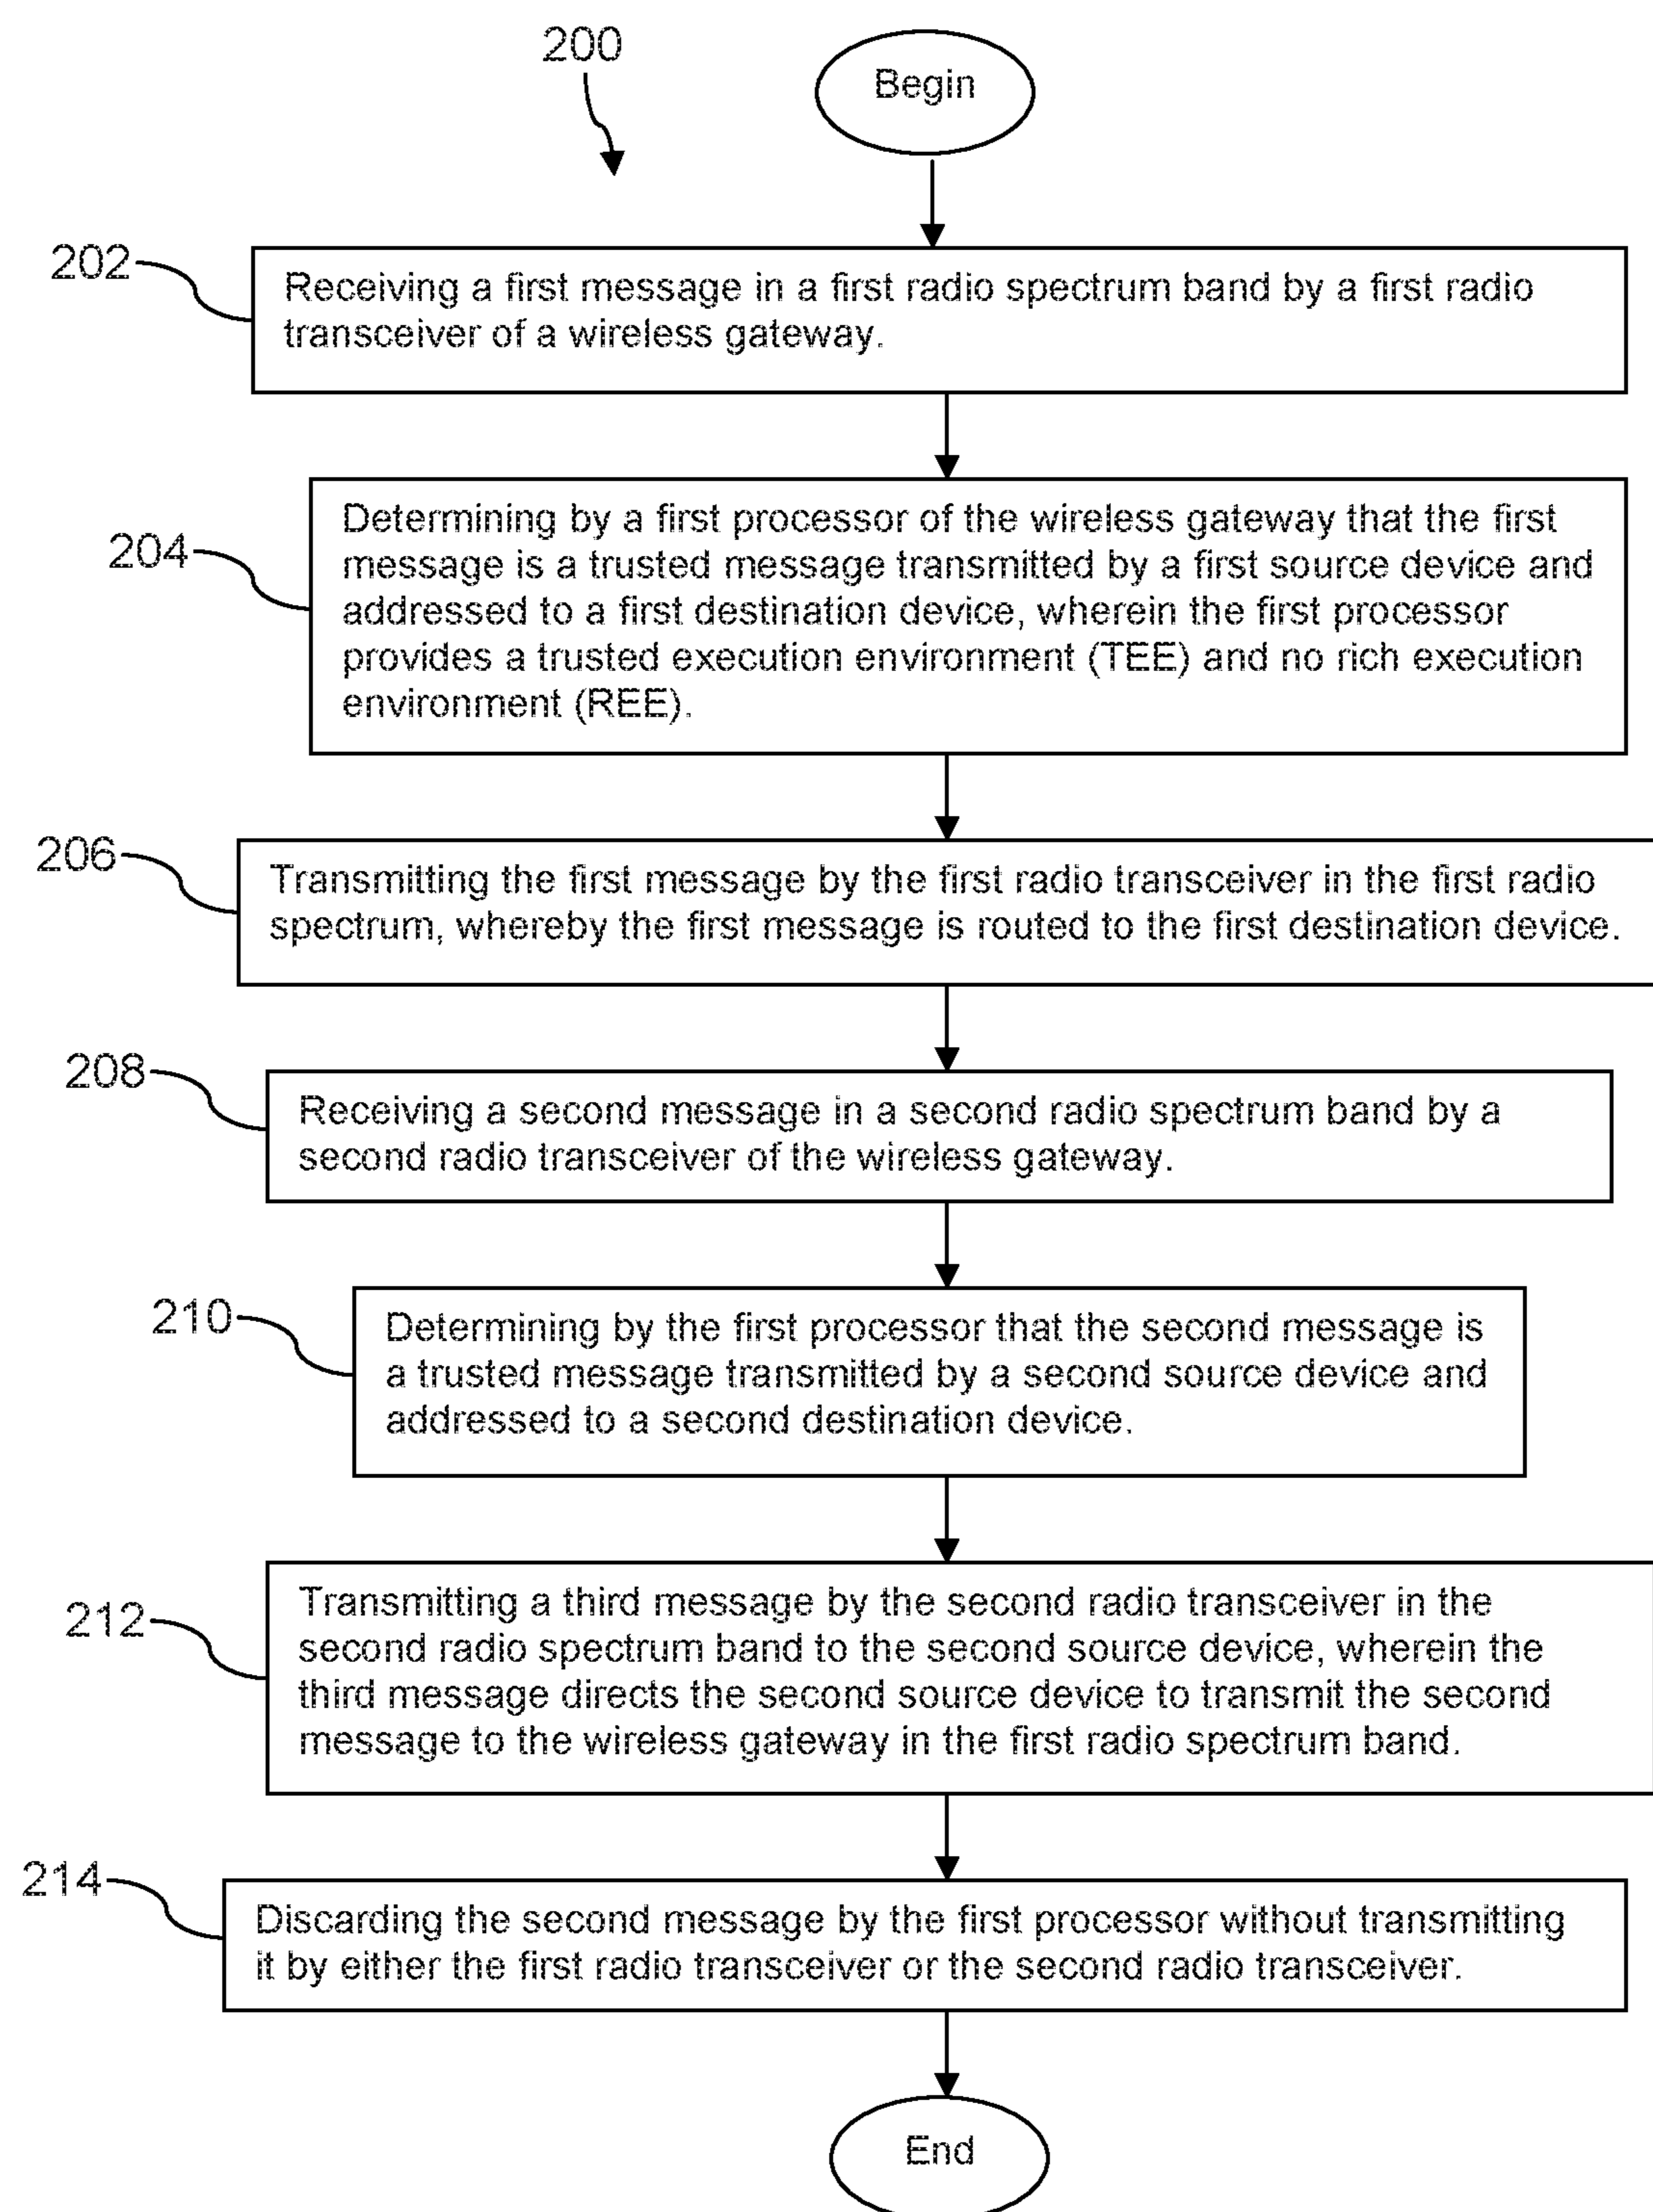 200
Begin
202
Receiving a first message in a first radio spectrum band by a first radio
transceiver of a wireless gateway.
204
Determining by a first processor of the wireless gateway that the first
message is a trusted message transmitted by a first source device and
addressed to a first destination device, wherein the first processor
provides a trusted execution environment (TEE) and no rich execution
environment (REE).
206
Transmitting the first message by the first radio transceiver in the first radio
spectrum, whereby the first message is routed to the first destination device.
208
Receiving a second message in a second radio spectrum band by a
second radio transceiver of the wireless gateway.
210
Determining by the first processor that the second message is
a trusted message transmitted by a second source device and
addressed to a second destination device.
212
Transmitting a third message by the second radio transceiver in the
second radio spectrum band to the second source device, wherein the
third message directs the second source device to transmit the second
message to the wireless gateway in the first radio spectrum band.
214
Discarding the second message by the first processor without transmitting
it by either the first radio transceiver or the second radio transceiver.
End